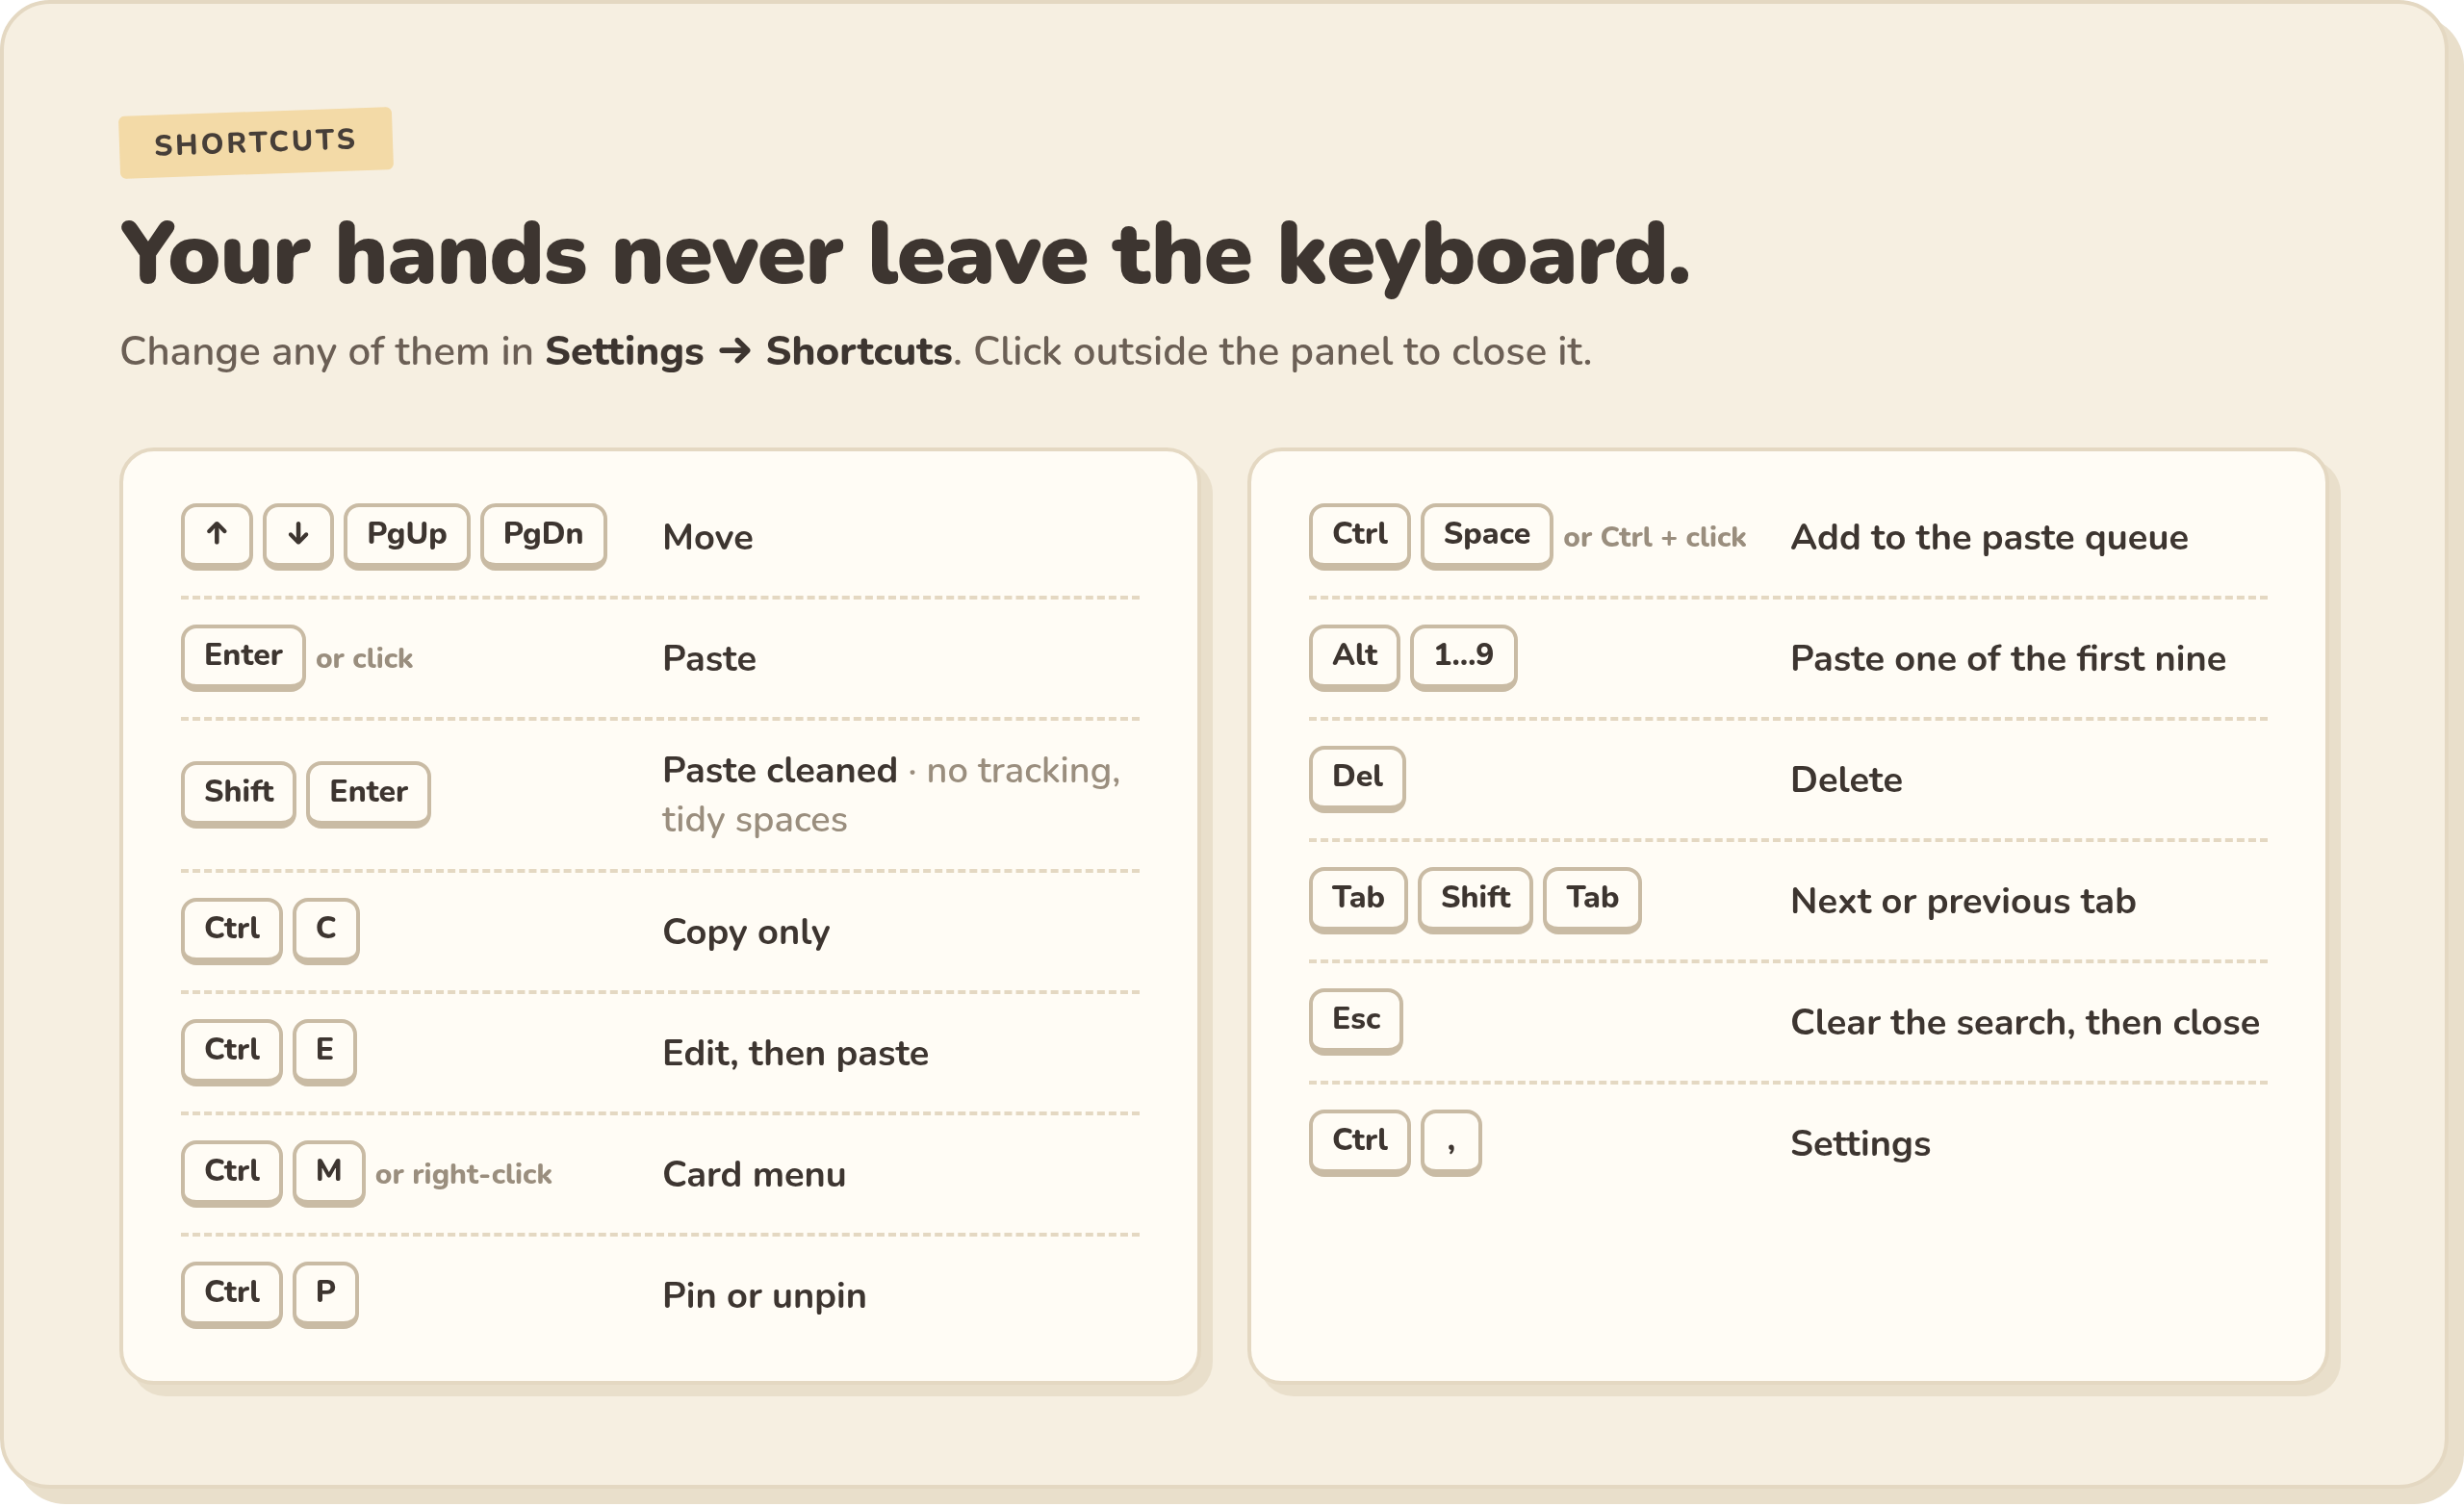 SHORTCUTS
Your hands never leave the keyboard.
Change any of them in Settings → Shortcuts. Click outside the panel to close it.
↑ ↓ PgUp PgDn Move
Enter or click Paste
Shift Enter Paste cleaned · no tracking,
tidy spaces
Ctrl C Copy only
Ctrl E Edit, then paste
Ctrl M or right-click Card menu
Ctrl P Pin or unpin
Ctrl Space or Ctrl + click Add to the paste queue
Alt 1…9 Paste one of the first nine
Del Delete
Tab Shift Tab Next or previous tab
Esc Clear the search, then close
Ctrl , Settings